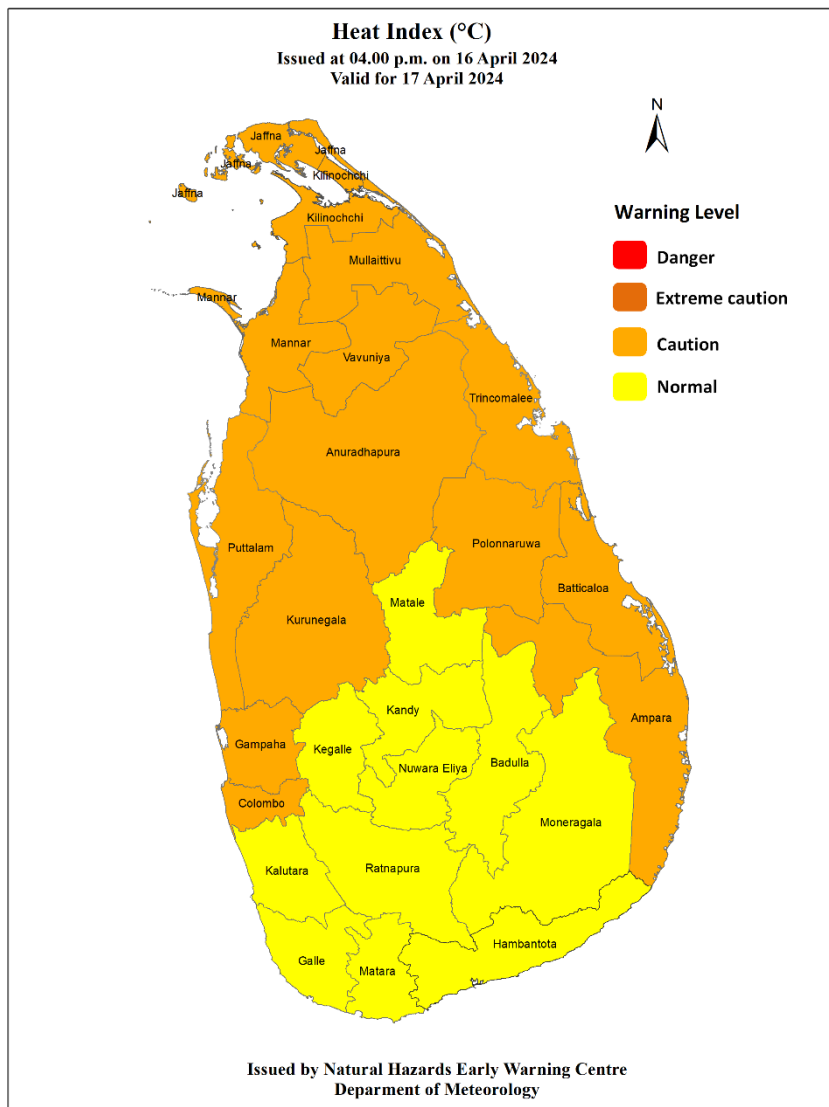 Heat Index (°C)
Issued at 04.00 p.m. on 16 April 2024
Valid for 17 April 2024
N
Jaffna
Jaffna
Jaffna
Kilinochchi
Jaffna
Kilinochchi
Warning Level
Mullaittivu
Danger
Mannar
Extreme caution
Mannar
Caution
Vavuniya
Normal
Trincomalee
Anuradhapura
Polonnaruwa
Puttalam
Batticaloa
Matale
Kurunegala
Kandy
Ampara
Gampaha
Kegalle
Badulla
Nuwara Eliya
Colombo
Moneragala
Ratnapura
Kalutara
Hambantota
Galle
Matara
Issued by Natural Hazards Early Warning Centre
Deparment of Meteorology